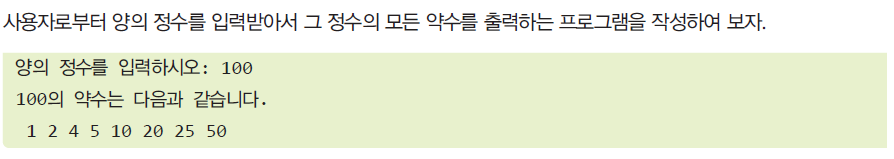 사용자로부터 양의 정수를 입력받아서 그 정수의 모든 약수를 출력하는 프로그램을 작성하여 보자.
양의 정수를 입력하시오: 100
100의 약수는 다음과 같습니다.
1 2 4 5 10 20 25 50